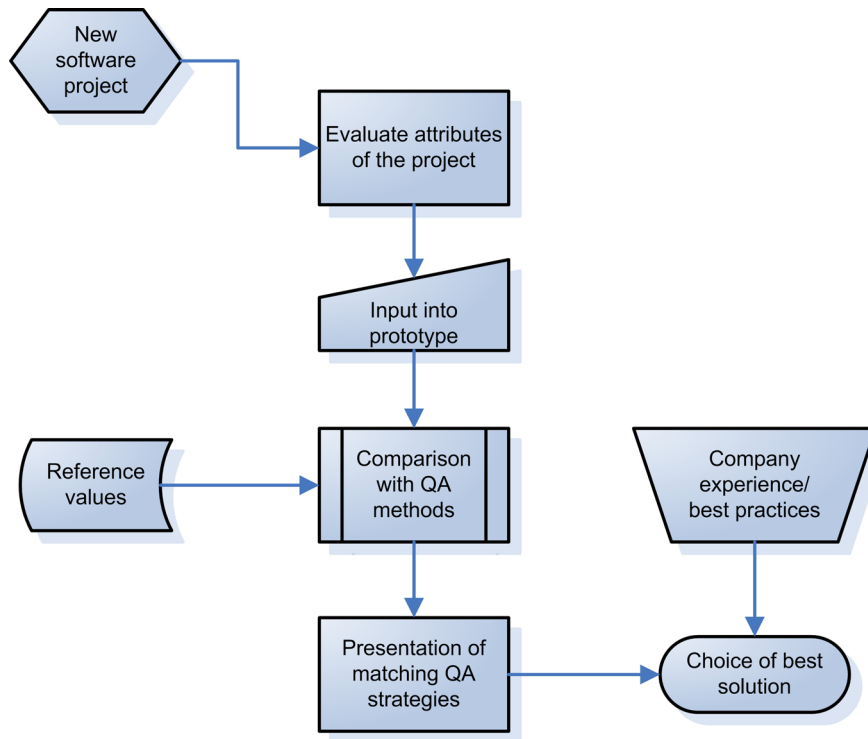 New
software
project
Evaluate attributes
of the project
Input into
prototype
Reference
values
Comparison
with QA
methods
Company
experience/
best practices
Presentation of
matching QA
strategies
Choice of best
solution